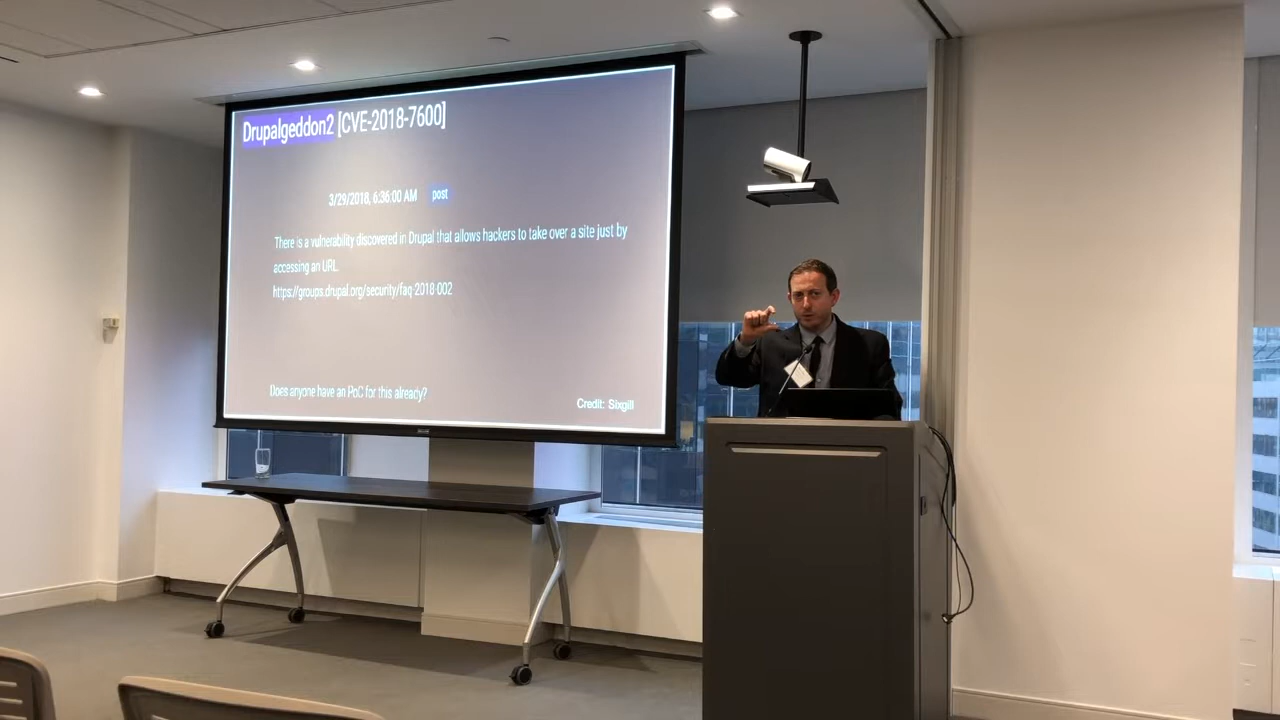 Drupalgeddon2 [CVE-2018-7600]
3/29/2018, 6:36:00 AM post
There is a vulnerability discovered in Drupal that allows hackers to take over a site just by
accessing an URL.
https://groups.drupal.org/security/faq-2018-002
Does anyone have an PoC for this already?
Credit: Sixgill